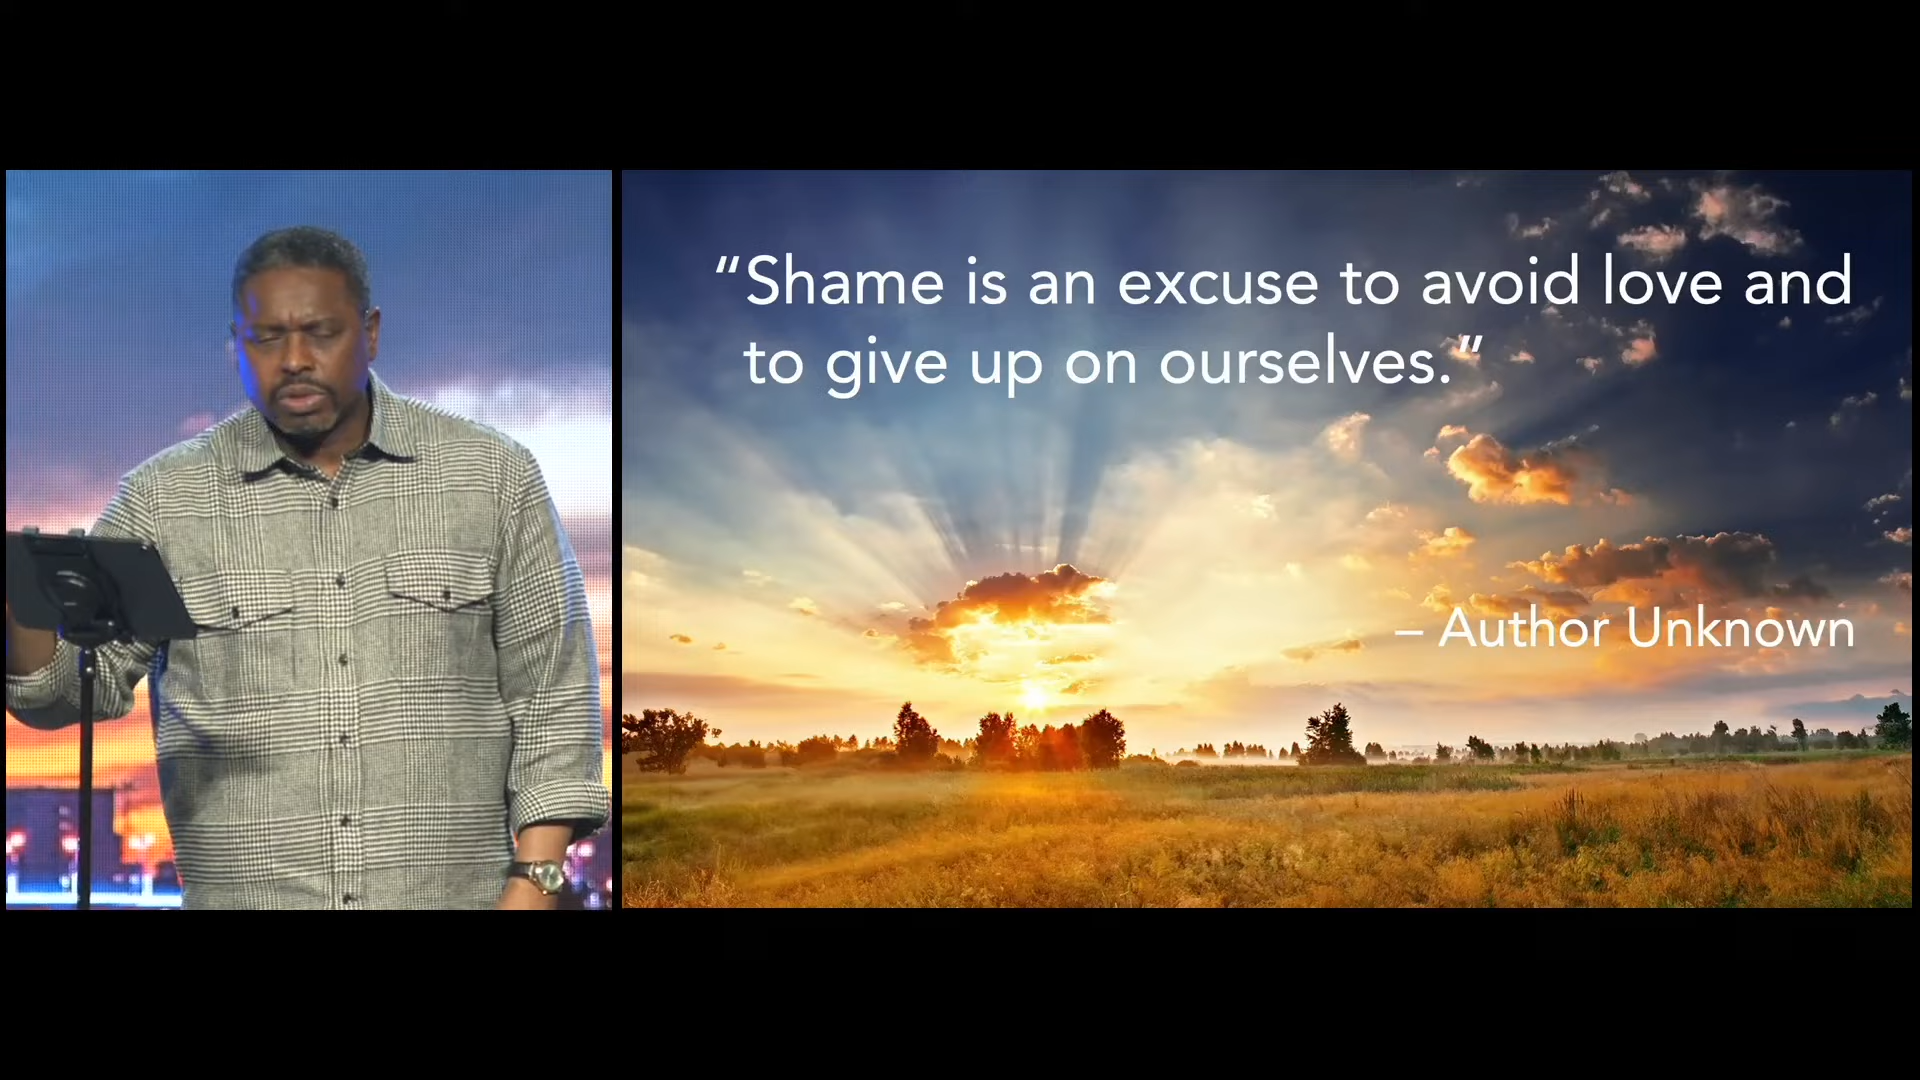 “Shame is an excuse to avoid love and
to give up on ourselves.”
– Author Unknown